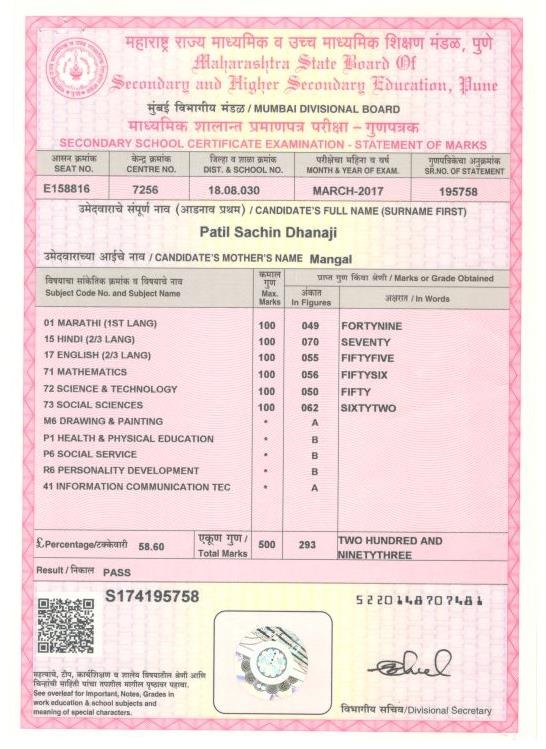 महाराष्ट्र राज्य माध्यमिक व उच्च माध्यमिक शिक्षण मंडळ, पुणे
Maharashtra State Board Of
Secondary and Higher Secondary Education, Pune
मुंबई विभागीय मंडळ / MUMBAI DIVISIONAL BOARD
माध्यमिक शालान्त प्रमाणपत्र परीक्षा – गुणपत्रक
SECONDARY SCHOOL CERTIFICATE EXAMINATION - STATEMENT OF MARKS
आसन क्रमांक केन्द्र क्रमांक जिल्हा व शाळा क्रमांक परीक्षेचा महिना व वर्ष गुणपत्रिकेचा अनुक्रमांक
SEAT NO. CENTRE NO. DIST. & SCHOOL NO. MONTH & YEAR OF EXAM. SR.NO. OF STATEMENT
E158816 7256 18.08.030 MARCH-2017 195758
उमेदवाराचे संपूर्ण नाव (आडनाव प्रथम) / CANDIDATE'S FULL NAME (SURNAME FIRST)
Patil Sachin Dhanaji
उमेदवाराच्या आईचे नाव / CANDIDATE'S MOTHER'S NAME Mangal
विषयाचा सांकेतिक क्रमांक व विषयाचे नाव
Subject Code No. and Subject Name
कमाल
गुण
Max.
Marks
प्राप्त गुण किंवा श्रेणी / Marks or Grade Obtained
अंकात
In Figures
अक्षरात / In Words
01 MARATHI (1ST LANG) 100 049 FORTYNINE
15 HINDI (2/3 LANG) 100 070 SEVENTY
17 ENGLISH (2/3 LANG) 100 055 FIFTYFIVE
71 MATHEMATICS 100 056 FIFTYSIX
72 SCIENCE & TECHNOLOGY 100 050 FIFTY
73 SOCIAL SCIENCES 100 062 SIXTYTWO
M6 DRAWING & PAINTING * A
P1 HEALTH & PHYSICAL EDUCATION * B
P6 SOCIAL SERVICE * B
R6 PERSONALITY DEVELOPMENT * B
41 INFORMATION COMMUNICATION TEC * A
£Percentage/टक्केवारी 58.60
एकूण गुण /
Total Marks
500 293
TWO HUNDRED AND
NINETYTHREE
Result / निकाल PASS
S174195758
5220148707481
महत्वाचे, टीप, कार्यशिक्षण व शालेय विषयातील श्रेणी आणि
चिन्हांची माहिती यांचा तपशील मागील पृष्ठावर पहावा.
See overleaf for Important, Notes, Grades in
work education & school subjects and
meaning of special characters.
विभागीय सचिव/Divisional Secretary